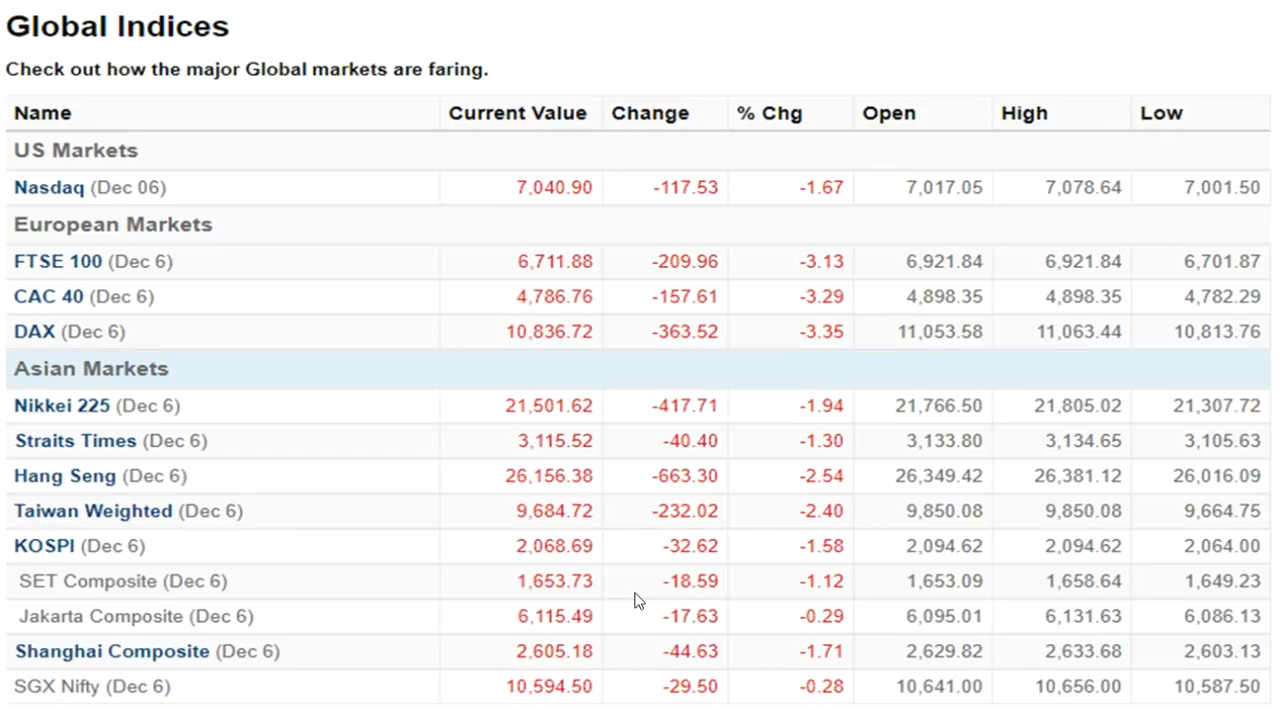 Global Indices
Check out how the major Global markets are faring.
Name Current Value Change % Chg Open High Low
US Markets
Nasdaq (Dec 06) 7,040.90 -117.53 -1.67 7,017.05 7,078.64 7,001.50
European Markets
FTSE 100 (Dec 6) 6,711.88 -209.96 -3.13 6,921.84 6,921.84 6,701.87
CAC 40 (Dec 6) 4,786.76 -157.61 -3.29 4,898.35 4,898.35 4,782.29
DAX (Dec 6) 10,836.72 -363.52 -3.35 11,053.58 11,063.44 10,813.76
Asian Markets
Nikkei 225 (Dec 6) 21,501.62 -417.71 -1.94 21,766.50 21,805.02 21,307.72
Straits Times (Dec 6) 3,115.52 -40.40 -1.30 3,133.80 3,134.65 3,105.63
Hang Seng (Dec 6) 26,156.38 -663.30 -2.54 26,349.42 26,381.12 26,016.09
Taiwan Weighted (Dec 6) 9,684.72 -232.02 -2.40 9,850.08 9,850.08 9,664.75
KOSPI (Dec 6) 2,068.69 -32.62 -1.58 2,094.62 2,094.62 2,064.00
SET Composite (Dec 6) 1,653.73 -18.59 -1.12 1,653.09 1,658.64 1,649.23
Jakarta Composite (Dec 6) 6,115.49 -17.63 -0.29 6,095.01 6,131.63 6,086.13
Shanghai Composite (Dec 6) 2,605.18 -44.63 -1.71 2,629.82 2,633.68 2,603.13
SGX Nifty (Dec 6) 10,594.50 -29.50 -0.28 10,641.00 10,656.00 10,587.50